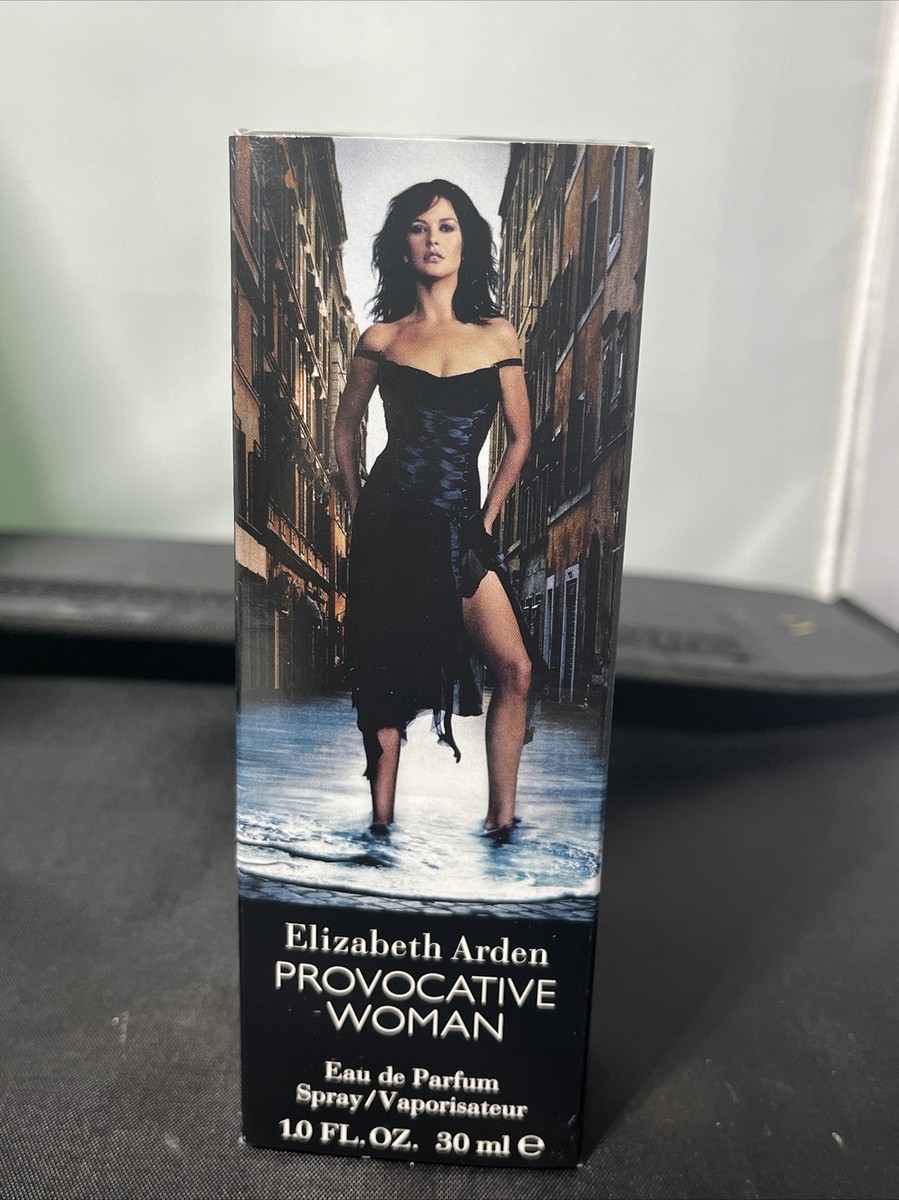 Elizabeth Arden
PROVOCATIVE
WOMAN
Eau de Parfum
Spray/Vaporisateur
1.0 FL.OZ. 30 ml ℮